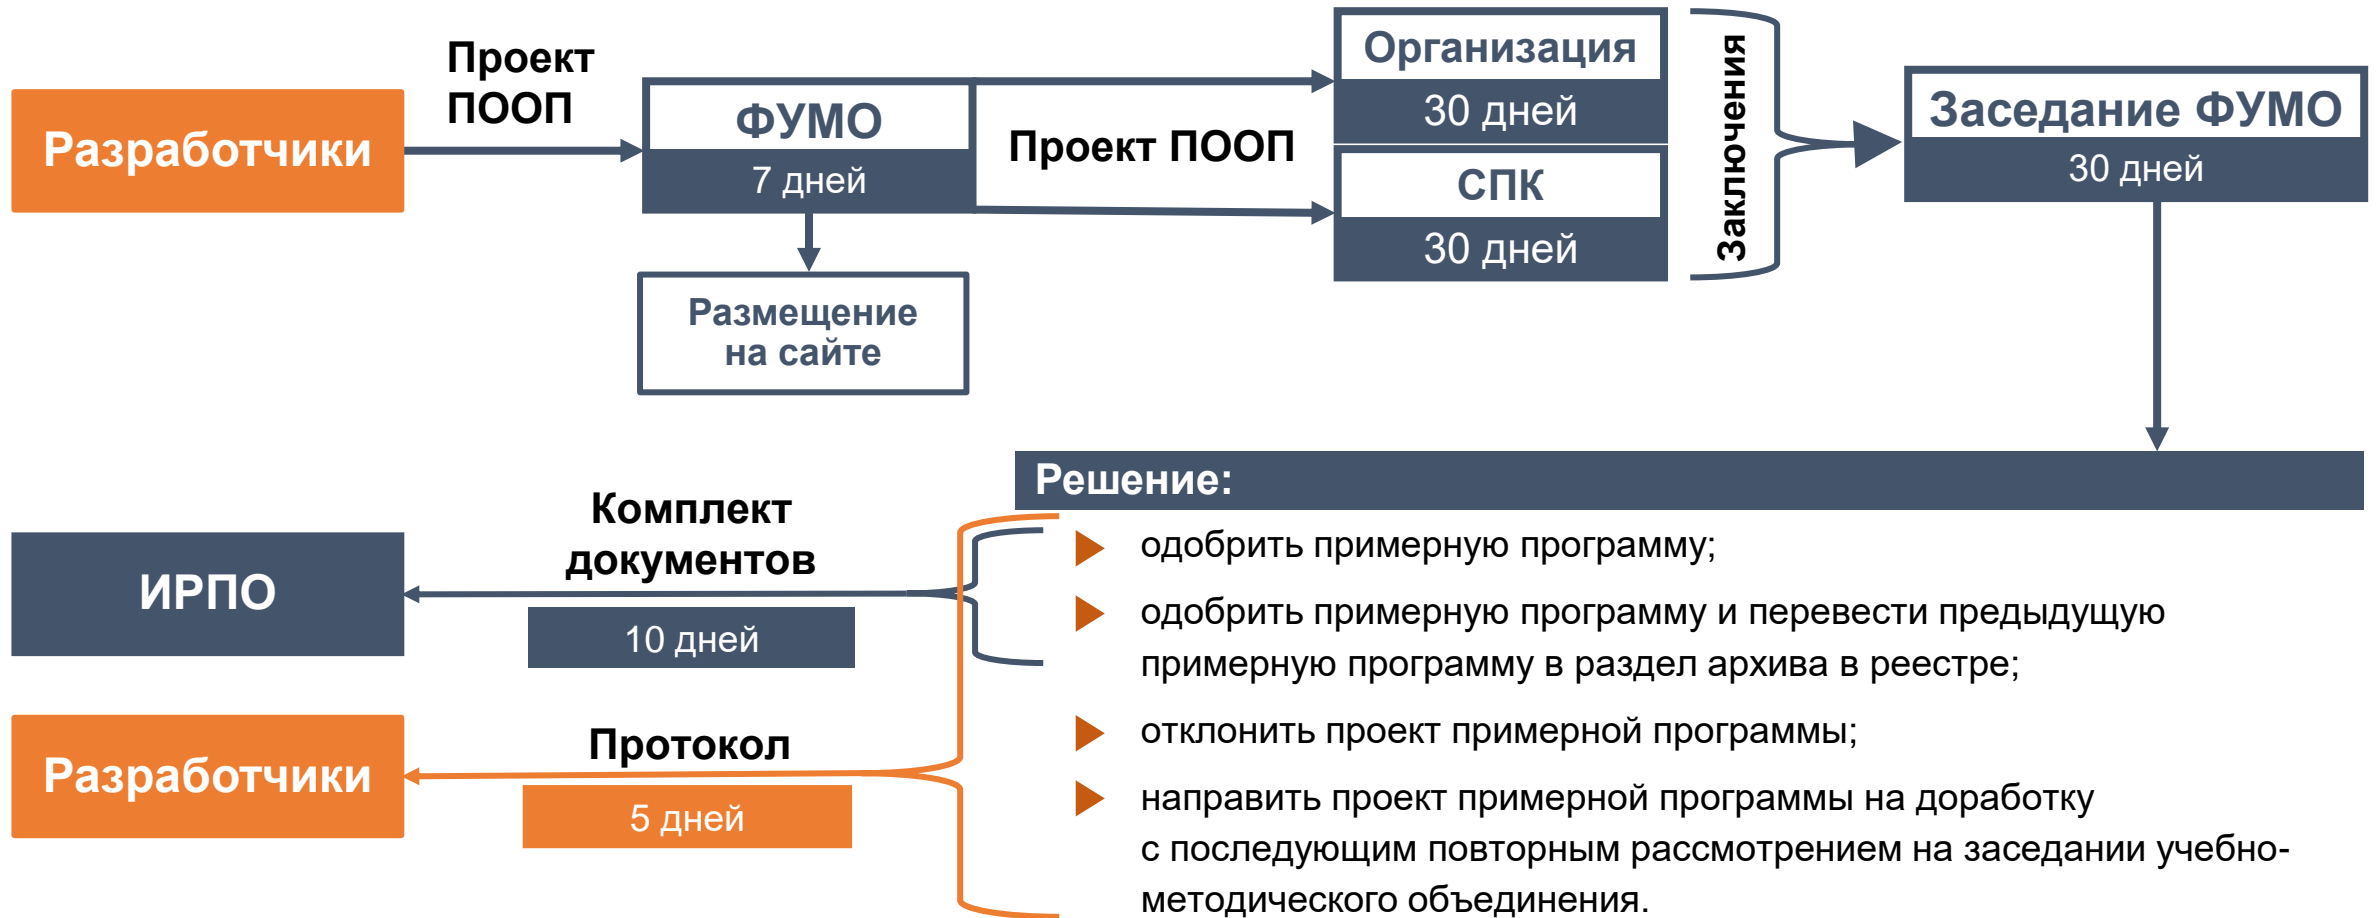 Разработчики
Проект
ПООП
ФУМО
7 дней
Размещение
на сайте
Проект ПООП
Организация
30 дней
СПК
30 дней
Заключения
Заседание ФУМО
30 дней
Решение:
одобрить примерную программу;
одобрить примерную программу и перевести предыдущую
примерную программу в раздел архива в реестре;
отклонить проект примерной программы;
направить проект примерной программы на доработку
с последующим повторным рассмотрением на заседании учебно-
методического объединения.
Комплект
документов
10 дней
ИРПО
Протокол
5 дней
Разработчики